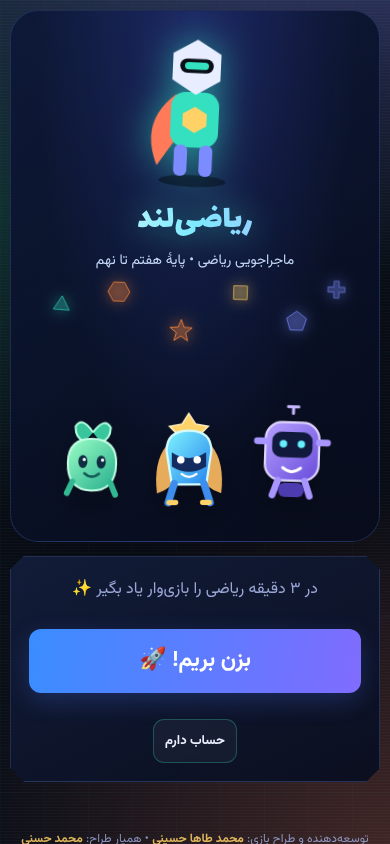 ریاضی‌لند
ماجراجویی ریاضی • پایهٔ هفتم تا نهم
در ۳ دقیقه ریاضی را بازی‌وار یاد بگیر ✨
بزن بریم! 🚀
حساب دارم
توسعه‌دهنده و طراح بازی: محمد طاها حسینی • همیار طراح: محمد حسنی